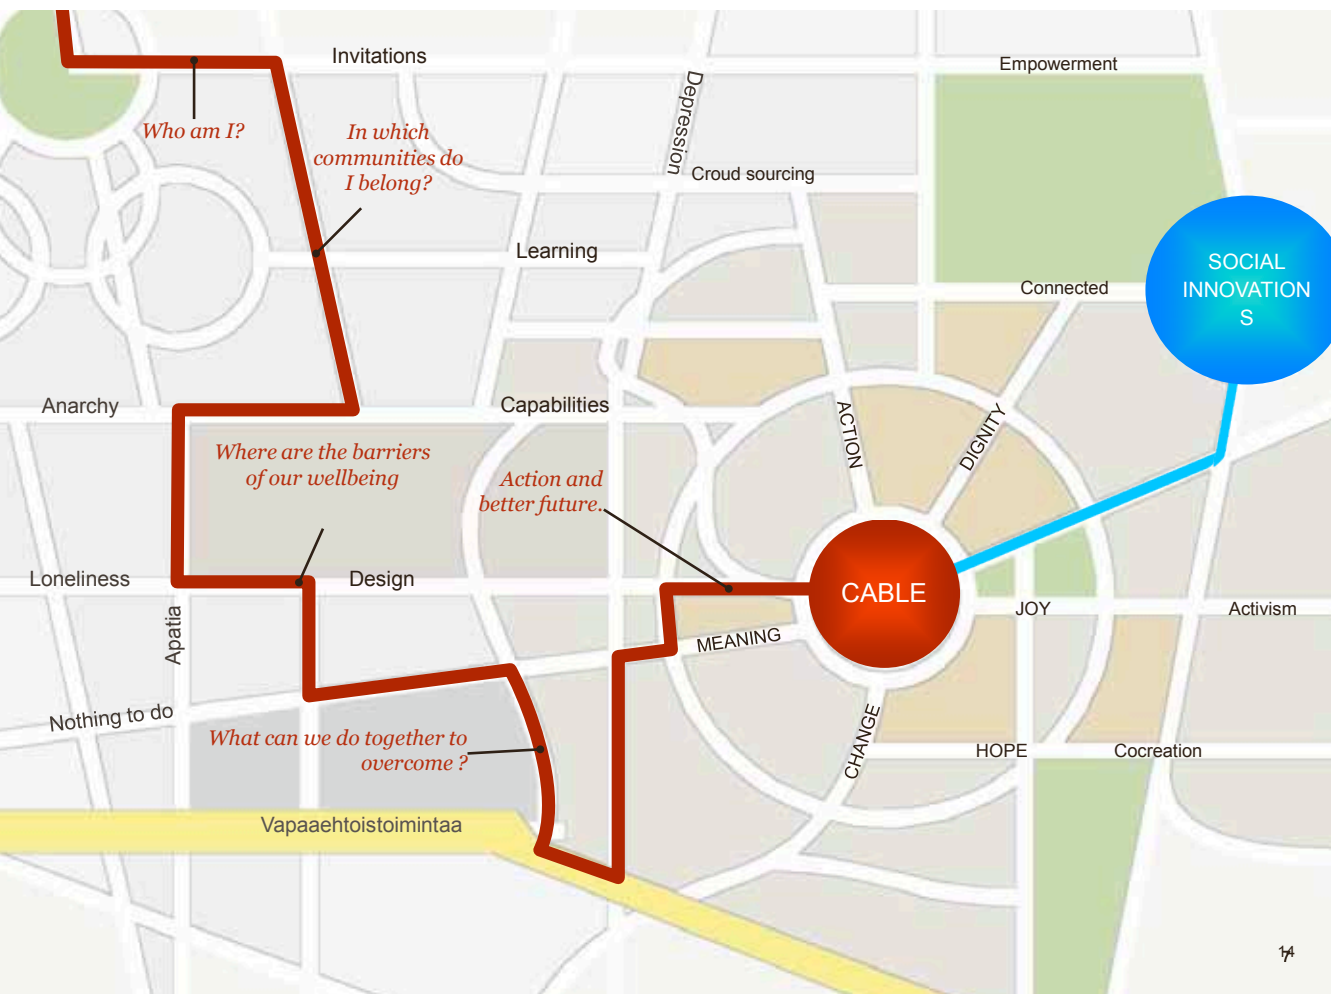 Invitations
Empowerment
Depression
Who am I?
In which
communities do
I belong?
Croud sourcing
Learning
SOCIAL
INNOVATION
S
Connected
Anarchy
Capabilities
ACTION
DIGNITY
Where are the barriers
of our wellbeing
Action and
better future..
Loneliness
Design
CABLE
JOY
Activism
Apatia
MEANING
Nothing to do
What can we do together to
overcome ?
CHANGE
HOPE
Cocreation
Vapaaehtoistoimintaa